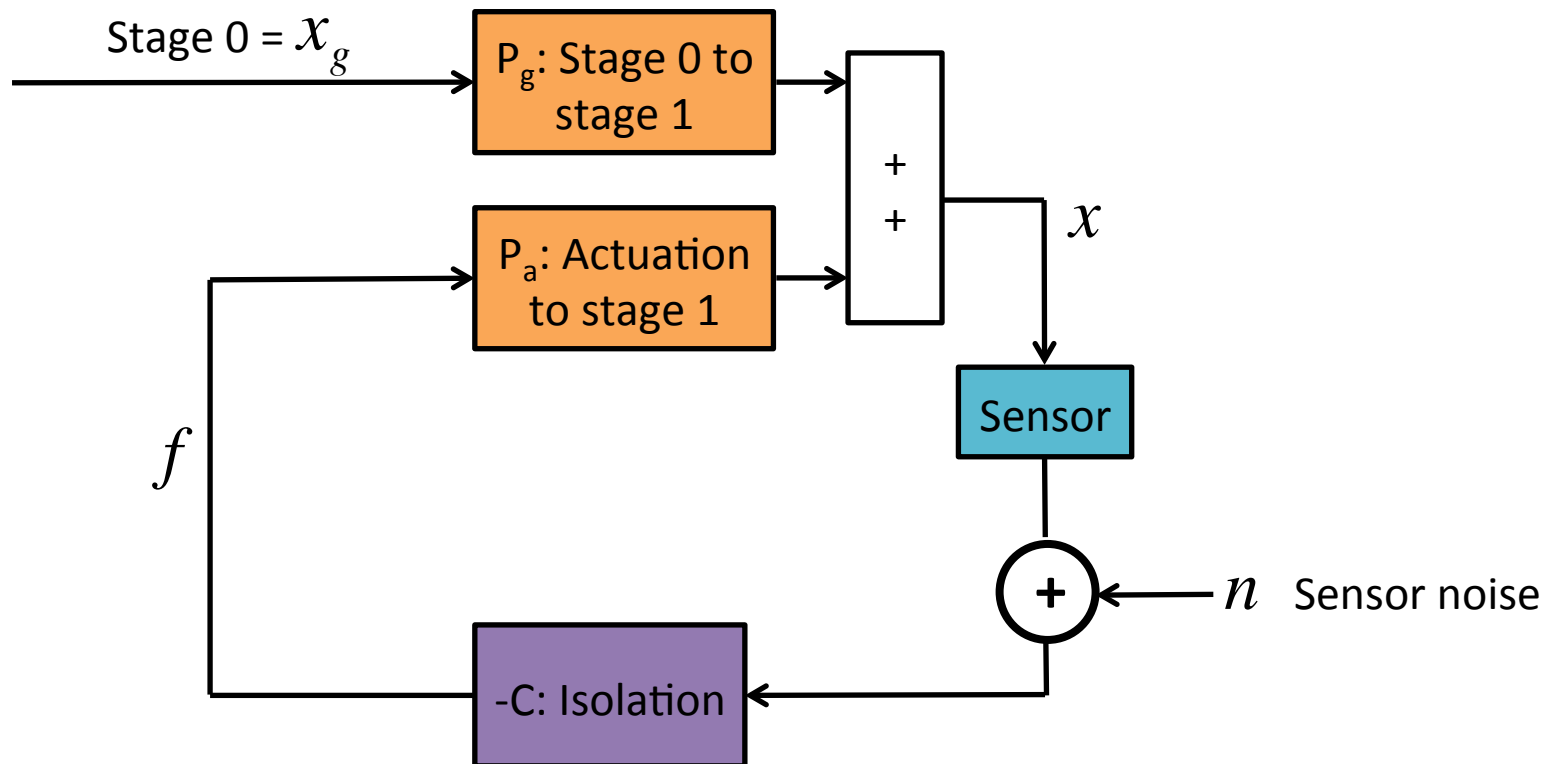 Stage 0 = x_g
P_g: Stage 0 to
stage 1
+
+
x
P_a: Actuation
to stage 1
Sensor
f
+
n Sensor noise
-C: Isolation